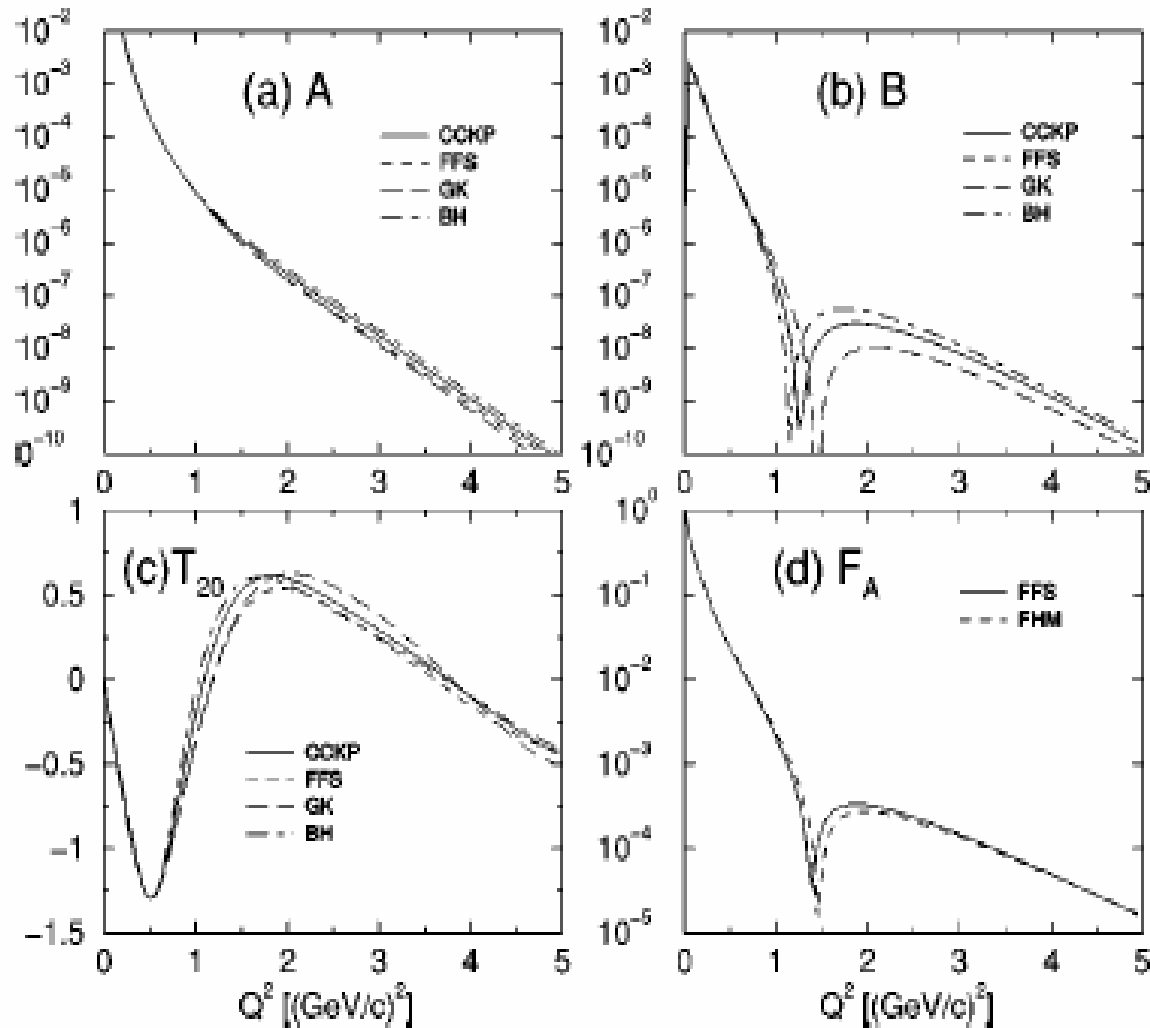 10⁻²
10⁻³
10⁻⁴
10⁻⁵
10⁻⁶
10⁻⁷
10⁻⁸
10⁻⁹
0⁻¹⁰
(a) A
CCKP
FFS
GK
BH
0 1 2 3 4 5
10⁻²
10⁻³
10⁻⁴
10⁻⁵
10⁻⁶
10⁻⁷
10⁻⁸
10⁻⁹
10⁻¹⁰
(b) B
CCKP
FFS
GK
BH
0 1 2 3 4 5
1
0.5
0
−0.5
−1
−1.5
(c) T₂₀
CCKP
FFS
GK
BH
0 1 2 3 4 5
Q² [(GeV/c)²]
10⁰
10⁻¹
10⁻²
10⁻³
10⁻⁴
10⁻⁵
(d) F_A
FFS
FHM
0 1 2 3 4 5
Q² [(GeV/c)²]